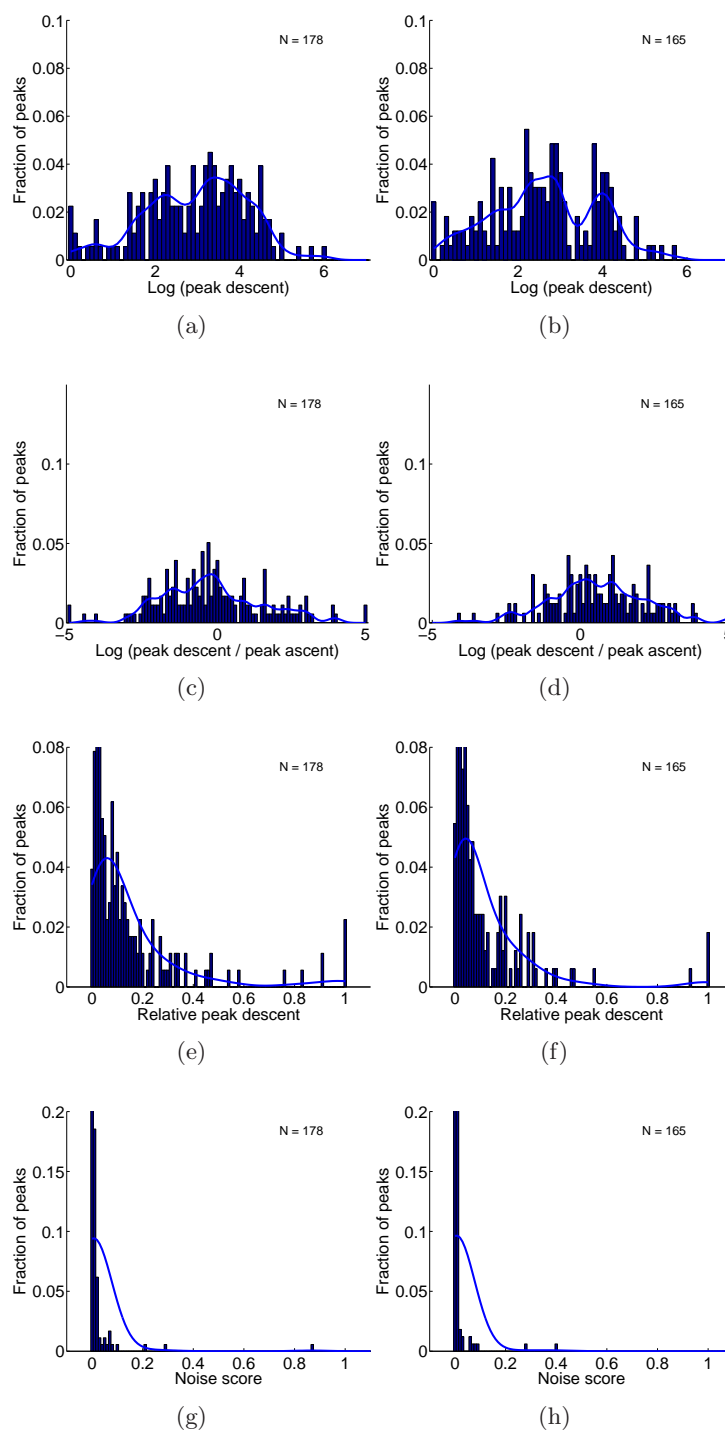 0.1
N = 178
0.08
Fraction of peaks
0.06
0.04
0.02
0
0 2 4 6
Log (peak descent)
(a)
0.1
N = 165
0.08
Fraction of peaks
0.06
0.04
0.02
0
0 2 4 6
Log (peak descent)
(b)
N = 178
Fraction of peaks
0.1
0.05
0
−5 0 5
Log (peak descent / peak ascent)
(c)
N = 165
Fraction of peaks
0.1
0.05
0
−5 0 5
Log (peak descent / peak ascent)
(d)
0.08
N = 178
Fraction of peaks
0.06
0.04
0.02
0
0 0.2 0.4 0.6 0.8 1
Relative peak descent
(e)
0.08
N = 165
Fraction of peaks
0.06
0.04
0.02
0
0 0.2 0.4 0.6 0.8 1
Relative peak descent
(f)
0.2
N = 178
Fraction of peaks
0.15
0.1
0.05
0
0 0.2 0.4 0.6 0.8 1
Noise score
(g)
0.2
N = 165
Fraction of peaks
0.15
0.1
0.05
0
0 0.2 0.4 0.6 0.8 1
Noise score
(h)